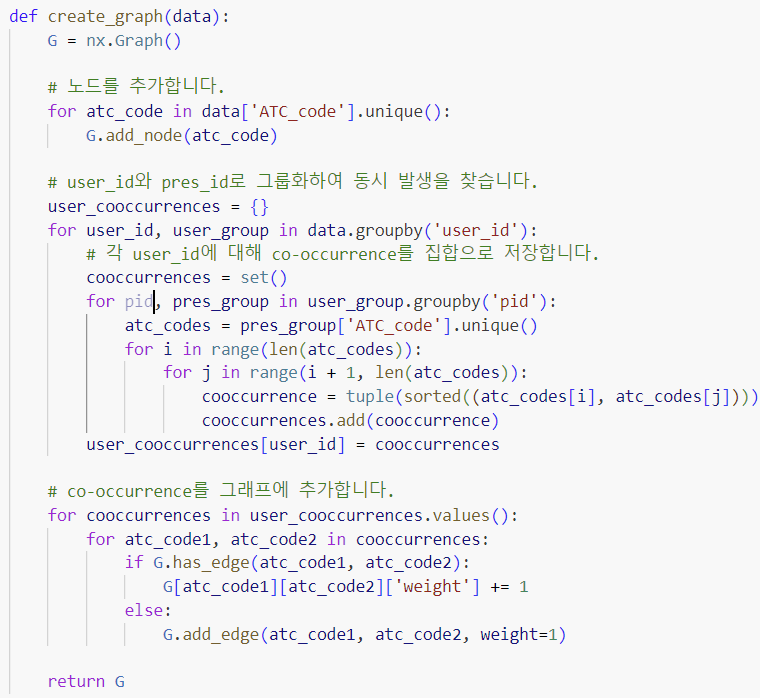 def create_graph(data):
    G = nx.Graph()

    # 노드를 추가합니다.
    for atc_code in data['ATC_code'].unique():
        G.add_node(atc_code)

    # user_id와 pres_id로 그룹화하여 동시 발생을 찾습니다.
    user_cooccurrences = {}
    for user_id, user_group in data.groupby('user_id'):
        # 각 user_id에 대해 co-occurrence를 집합으로 저장합니다.
        cooccurrences = set()
        for pid, pres_group in user_group.groupby('pid'):
            atc_codes = pres_group['ATC_code'].unique()
            for i in range(len(atc_codes)):
                for j in range(i + 1, len(atc_codes)):
                    cooccurrence = tuple(sorted((atc_codes[i], atc_codes[j])))
                    cooccurrences.add(cooccurrence)
        user_cooccurrences[user_id] = cooccurrences

    # co-occurrence를 그래프에 추가합니다.
    for cooccurrences in user_cooccurrences.values():
        for atc_code1, atc_code2 in cooccurrences:
            if G.has_edge(atc_code1, atc_code2):
                G[atc_code1][atc_code2]['weight'] += 1
            else:
                G.add_edge(atc_code1, atc_code2, weight=1)

    return G